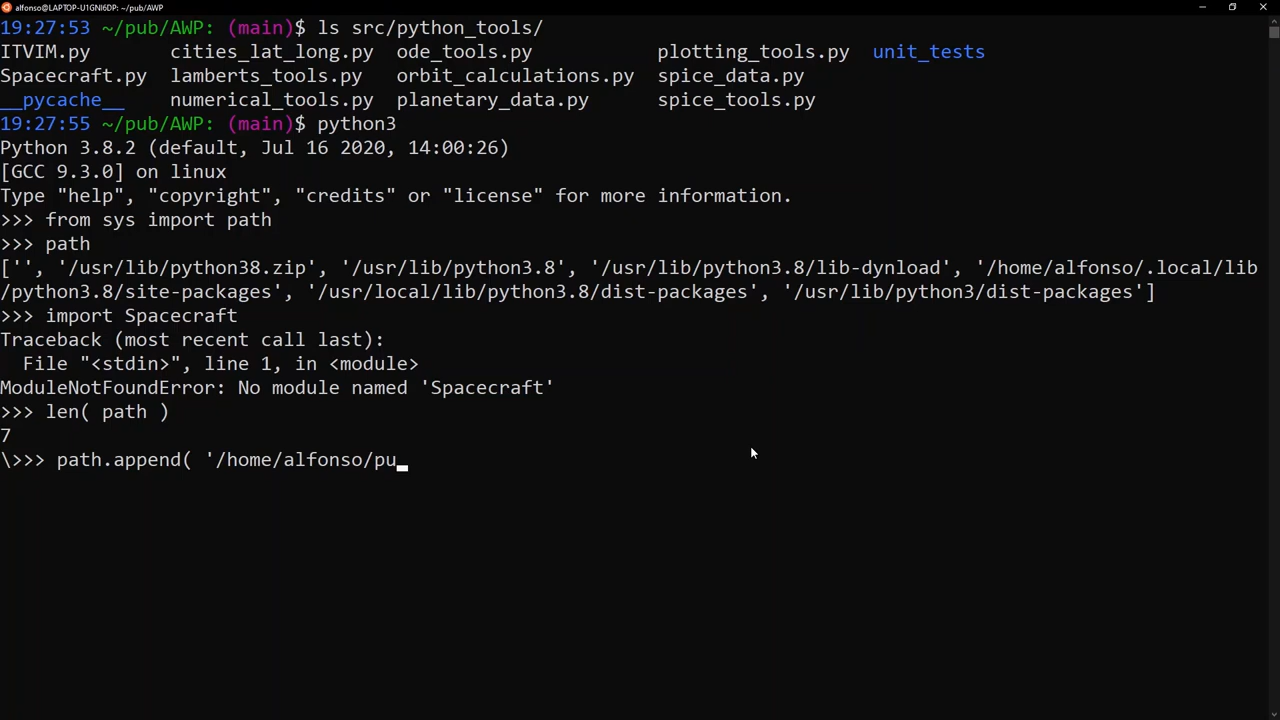 alfonso@LAPTOP-U1GNI6DP: ~/pub/AWP
19:27:53 ~/pub/AWP: (main)$ ls src/python_tools/
ITVIM.py cities_lat_long.py ode_tools.py plotting_tools.py unit_tests
Spacecraft.py lamberts_tools.py orbit_calculations.py spice_data.py
__pycache__ numerical_tools.py planetary_data.py spice_tools.py
19:27:55 ~/pub/AWP: (main)$ python3
Python 3.8.2 (default, Jul 16 2020, 14:00:26)
[GCC 9.3.0] on linux
Type "help", "copyright", "credits" or "license" for more information.
>>> from sys import path
>>> path
['', '/usr/lib/python38.zip', '/usr/lib/python3.8', '/usr/lib/python3.8/lib-dynload', '/home/alfonso/.local/lib
/python3.8/site-packages', '/usr/local/lib/python3.8/dist-packages', '/usr/lib/python3/dist-packages']
>>> import Spacecraft
Traceback (most recent call last):
  File "<stdin>", line 1, in <module>
ModuleNotFoundError: No module named 'Spacecraft'
>>> len( path )
7
\>>> path.append( '/home/alfonso/pu